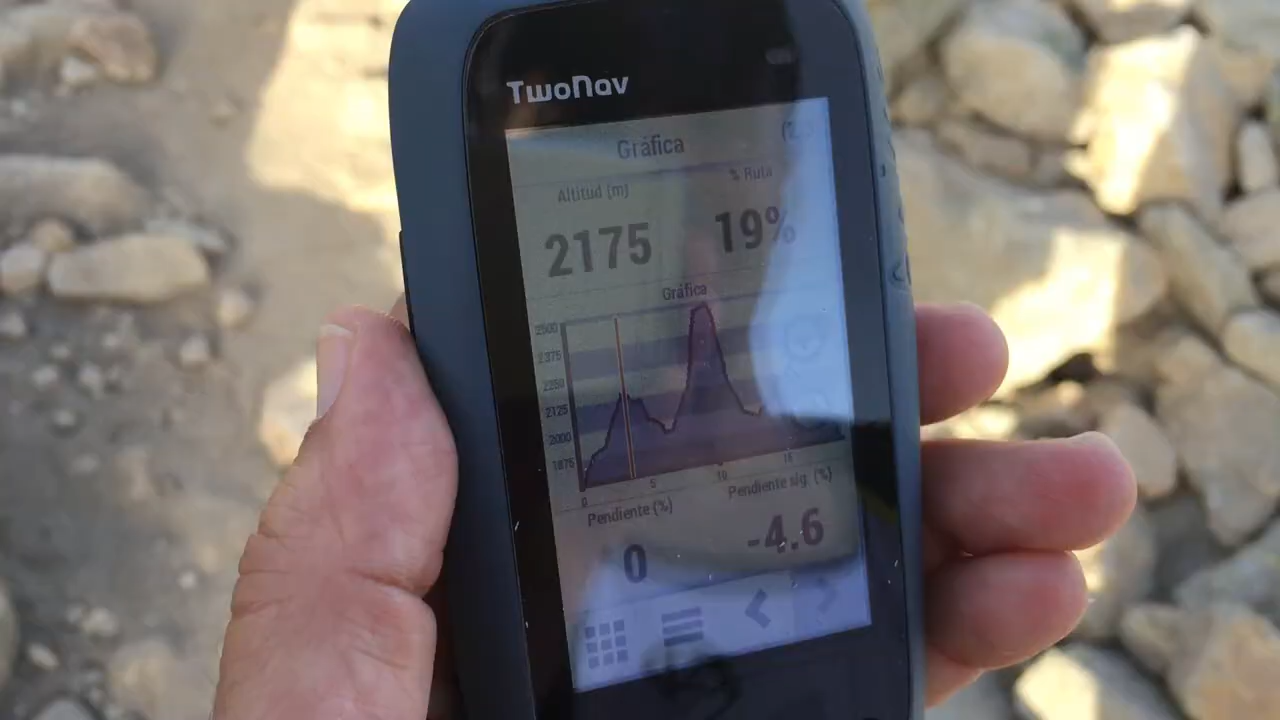 TwoNav
Gráfica
Altitud (m) % Ruta
2175 19%
Gráfica
2500
2375
2250
2125
2000
1875
0 5 10 15
Pendiente (%) Pendiente sig. (%)
0 -4.6